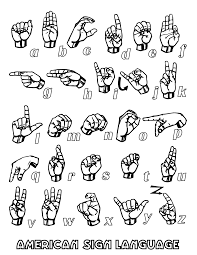 a b c d e f
g h i j k
l m n o p
q r s t u
v w x y z
AMERICAN SIGN LANGUAGE